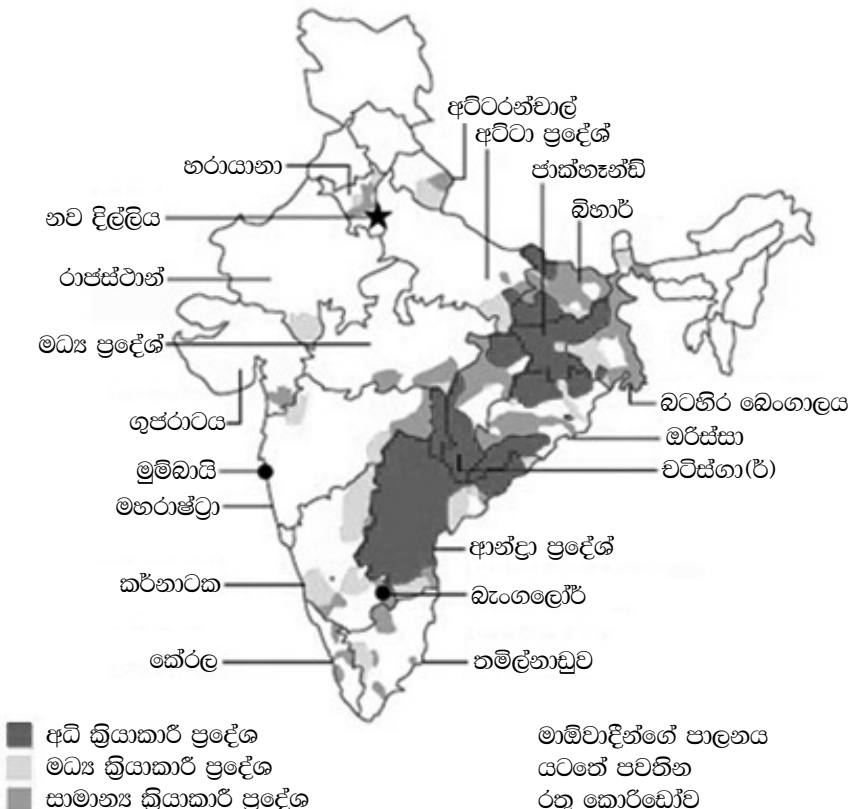 අට්ටරන්චාල්
අට්ටා ප්‍රදේශ්
හරායානා
ජාක්හෑන්ඩ්
නව දිල්ලිය
බිහාර්
රාජස්ථාන්
මධ්‍ය ප්‍රදේශ්
ගුජරාටය
බටහිර බෙංගාලය
ඔරිස්සා
මුම්බායි
චටිස්ගා(ර්)
මහරාෂ්ට්‍රා
ආන්ද්‍රා ප්‍රදේශ්
කර්නාටක
බැංගලෝර්
කේරල
තමිල්නාඩුව
අධි ක්‍රියාකාරී ප්‍රදේශ
මධ්‍ය ක්‍රියාකාරී ප්‍රදේශ
සාමාන්‍ය ක්‍රියාකාරී ප්‍රදේශ
මාඕවාදීන්ගේ පාලනය
යටතේ පවතින
රතු කොරිඩෝව